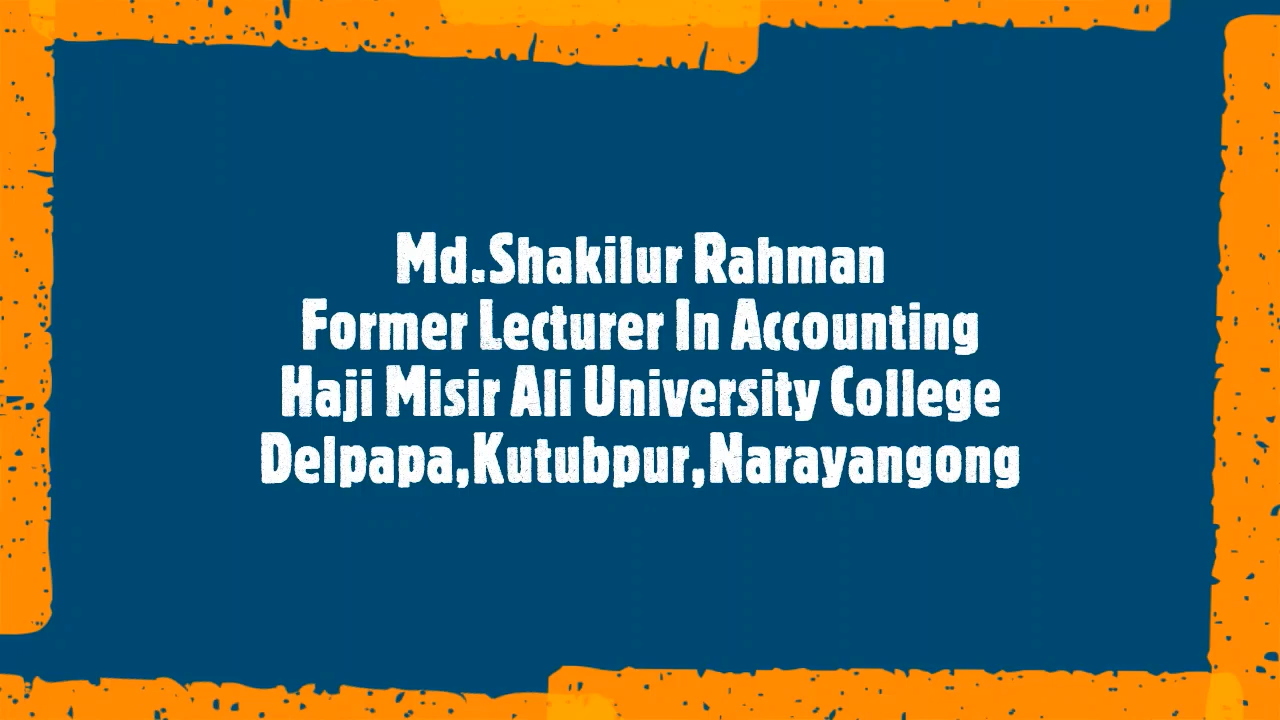 Md.Shakilur Rahman
Former Lecturer In Accounting
Haji Misir Ali University College
Delpapa,Kutubpur,Narayangong